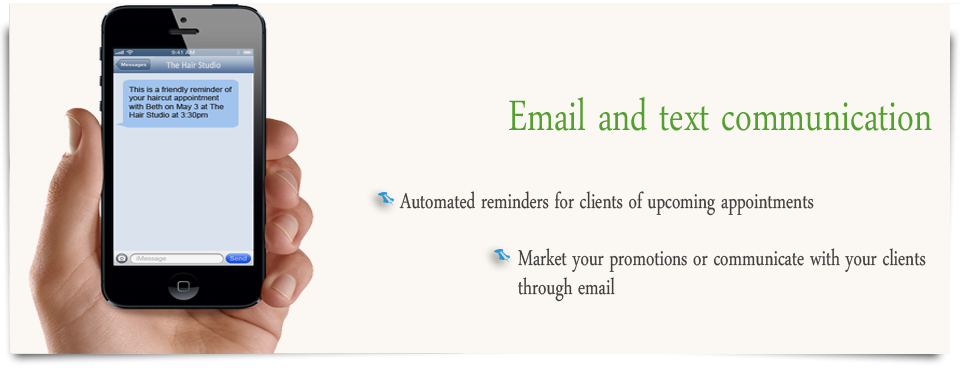 9:41 AM
Messages
The Hair Studio
This is a friendly reminder of
your haircut appointment
with Beth on May 3 at The
Hair Studio at 3:30pm
iMessage
Send
Email and text communication
Automated reminders for clients of upcoming appointments
Market your promotions or communicate with your clients
through email